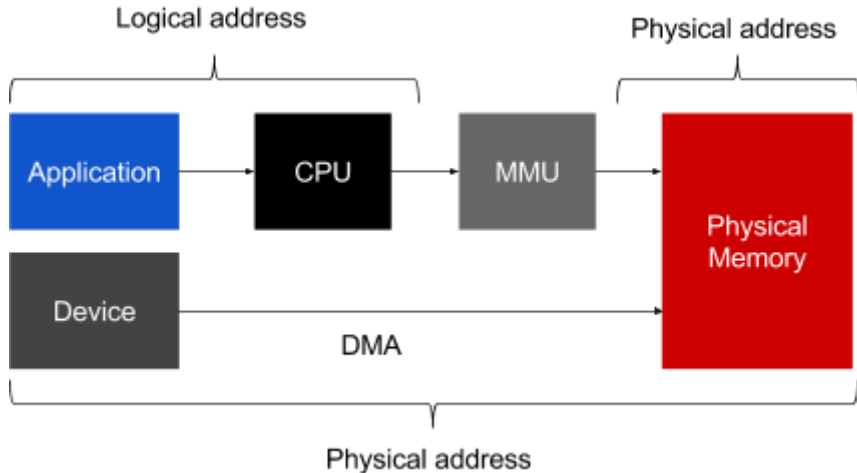 Logical address
Physical address
Application
CPU
MMU
Physical
Memory
Device
DMA
Physical address